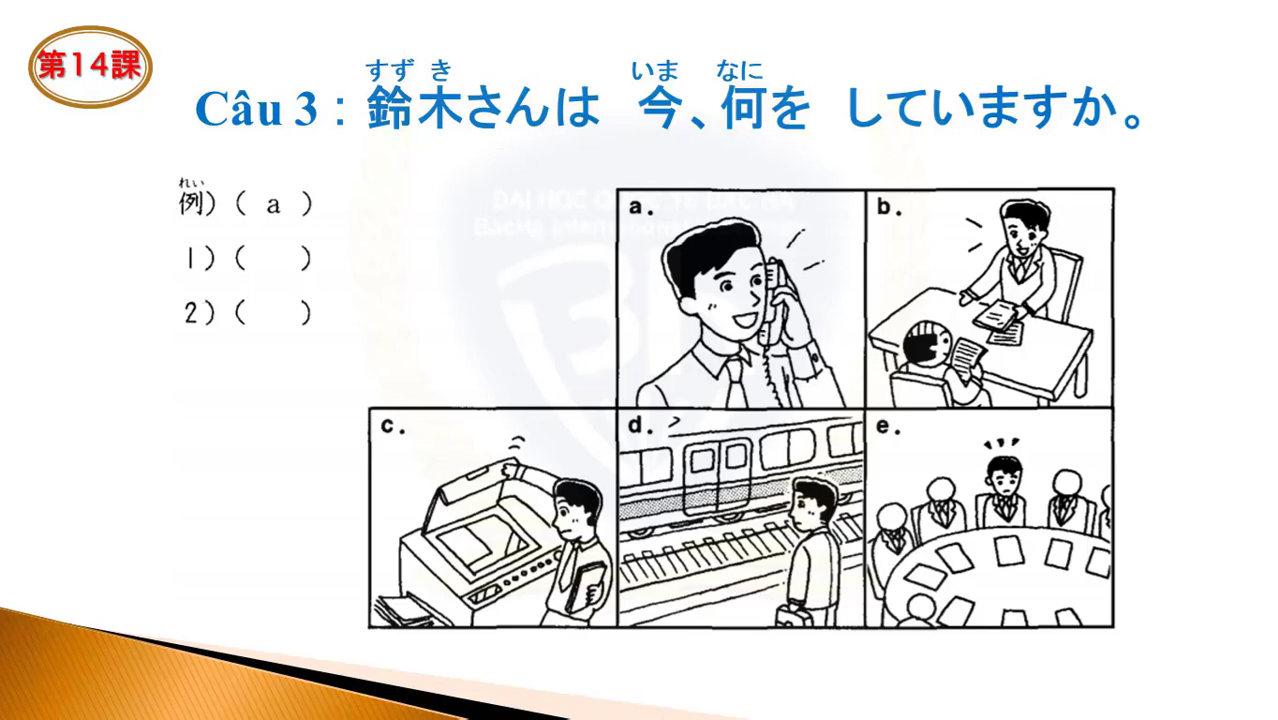 第14課
すずき いま なに
Câu 3 : 鈴木さんは 今、何を していますか。
れい
例) ( a )
1) ( )
2) ( )
a.
b.
c.
d.
e.